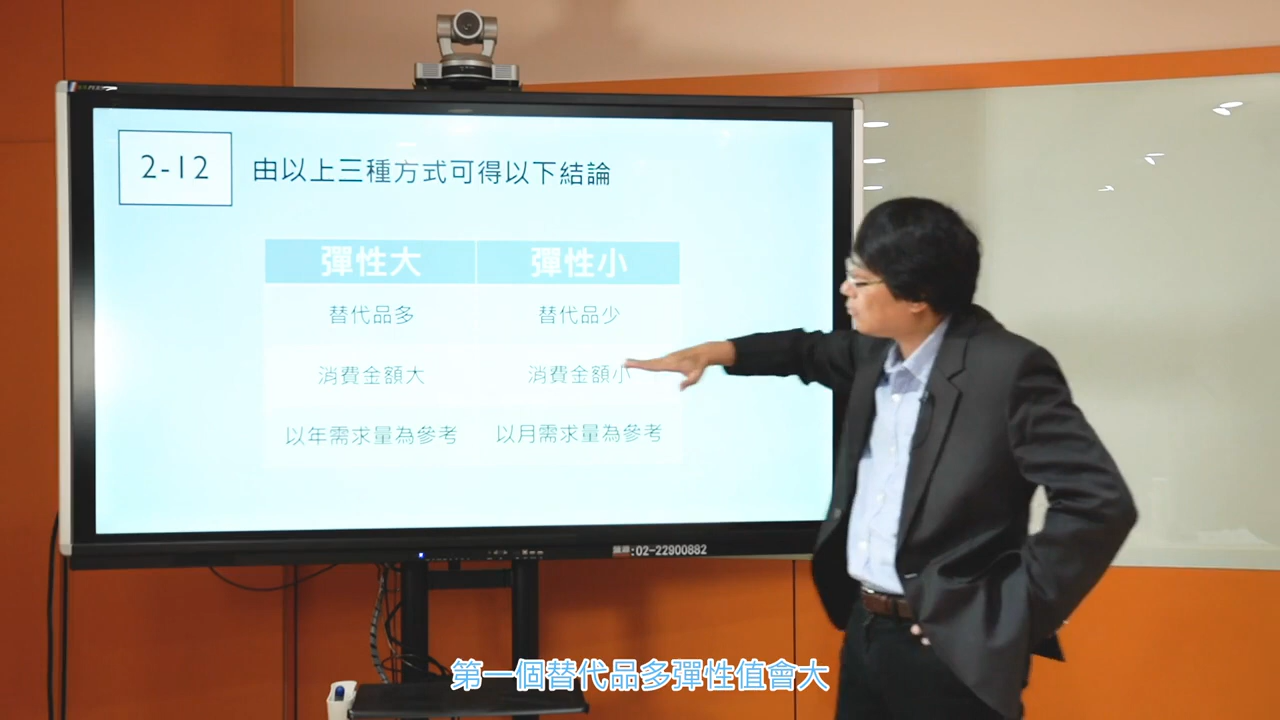 2-12
由以上三種方式可得以下結論
彈性大 彈性小
替代品多 替代品少
消費金額大 消費金額小
以年需求量為參考 以月需求量為參考
:02-22900882
第一個替代品多彈性值會大